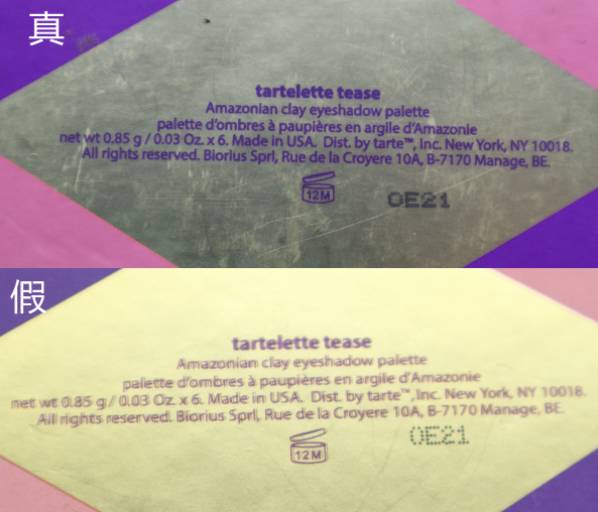 真
tartelette tease
Amazonian clay eyeshadow palette
palette d'ombres à paupières en argile d'Amazonie
net wt 0.85 g / 0.03 Oz. x 6. Made in USA. Dist. by tarte™, Inc. New York, NY 10018.
All rights reserved. Biorius Sprl, Rue de la Croyere 10A, B-7170 Manage, BE.
12M
OE21
假
tartelette tease
Amazonian clay eyeshadow palette
palette d'ombres à paupières en argile d'Amazonie
net wt 0.85 g / 0.03 Oz. x 6. Made in USA. Dist. by tarte™, Inc. New York, NY 10018.
All rights reserved. Biorius Sprl, Rue de la Croyere 10A, B-7170 Manage, BE.
OE21
12M